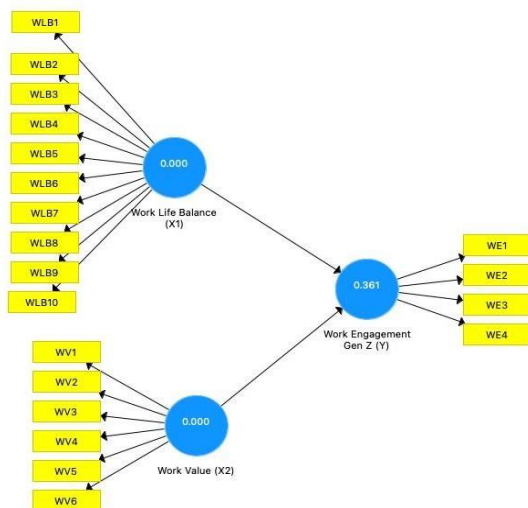 WLB1
WLB2
WLB3
WLB4
WLB5
WLB6
WLB7
WLB8
WLB9
WLB10
0.000
Work Life Balance
(X1)
0.361
Work Engagement
Gen Z (Y)
WE1
WE2
WE3
WE4
WV1
WV2
WV3
WV4
WV5
WV6
0.000
Work Value (X2)